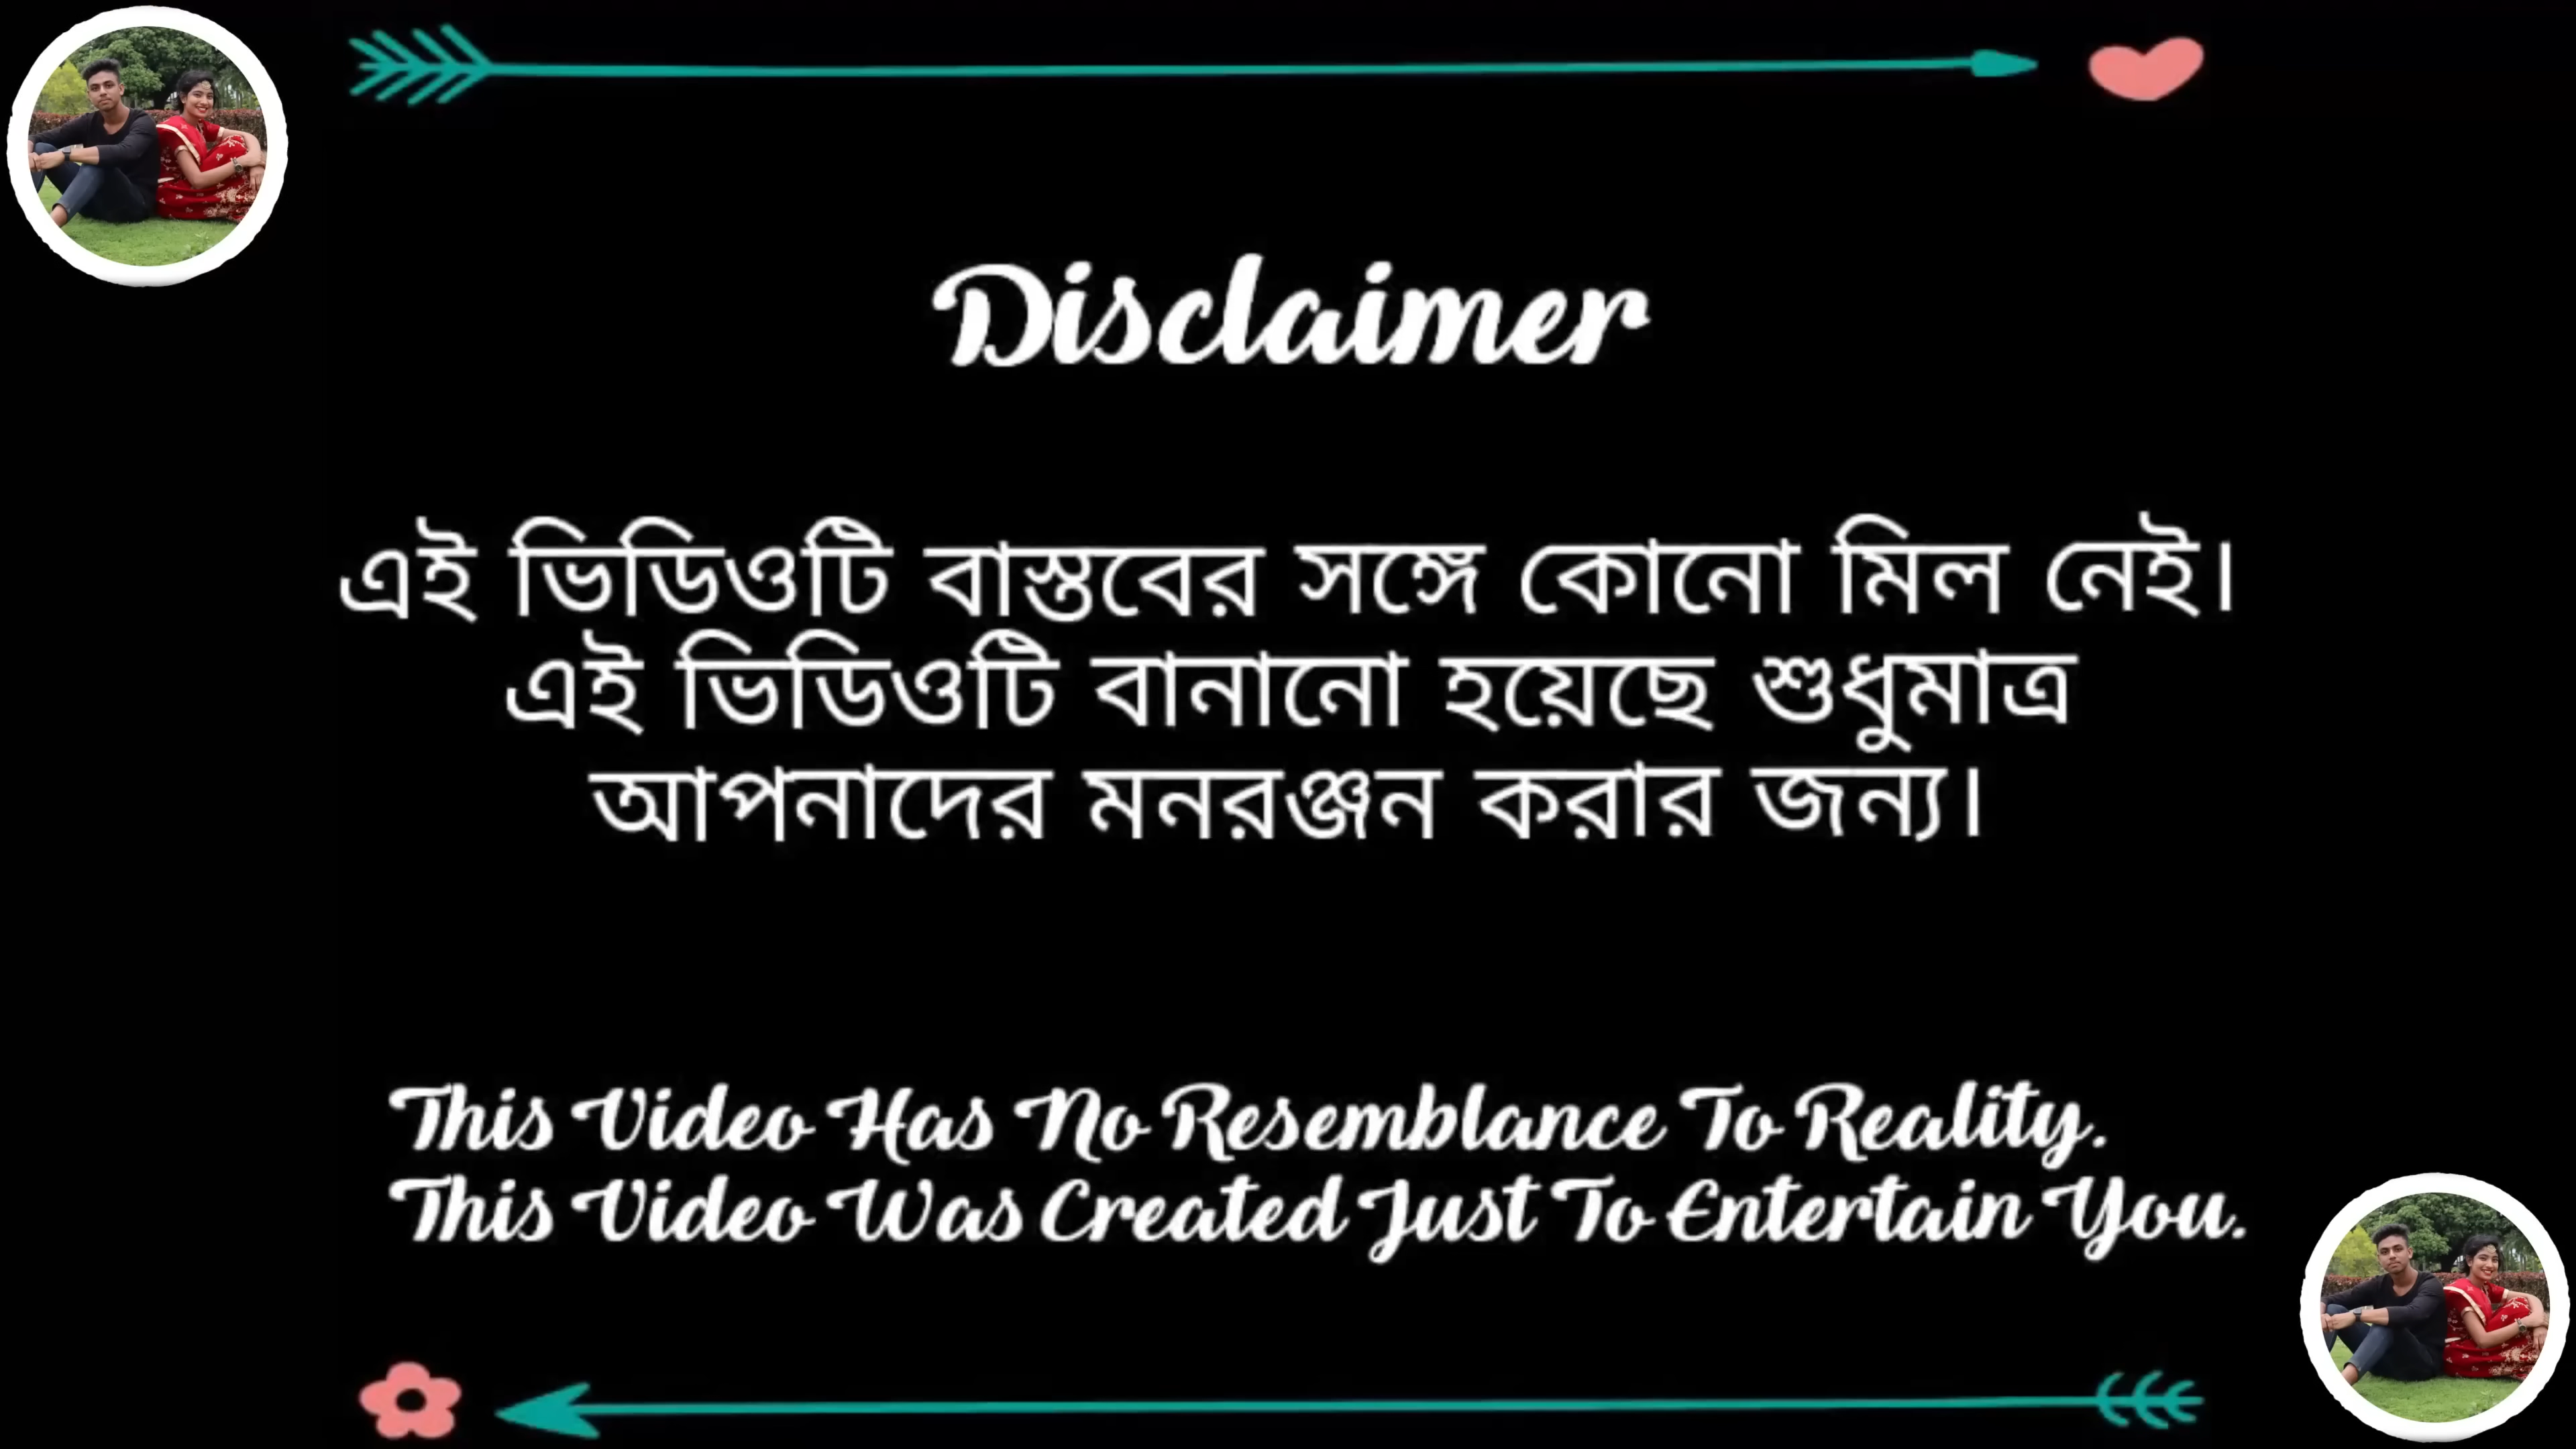 Disclaimer
এই ভিডিওটি বাস্তবের সঙ্গে কোনো মিল নেই।
এই ভিডিওটি বানানো হয়েছে শুধুমাত্র
আপনাদের মনরঞ্জন করার জন্য।
This Video Has No Resemblance To Reality.
This Video Was Created Just To Entertain You.